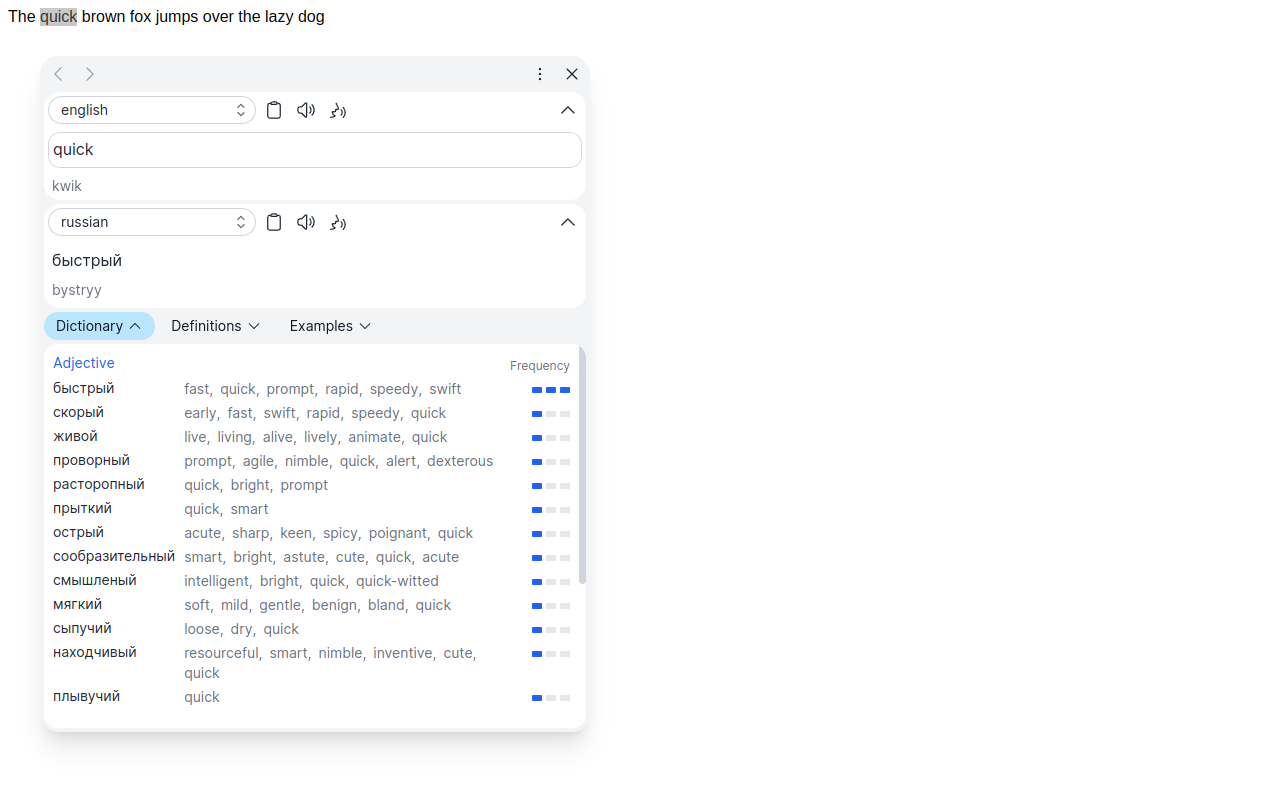 The quick brown fox jumps over the lazy dog
english
quick
kwik
russian
быстрый
bystryy
Dictionary Definitions Examples
Adjective Frequency
быстрый fast, quick, prompt, rapid, speedy, swift
скорый early, fast, swift, rapid, speedy, quick
живой live, living, alive, lively, animate, quick
проворный prompt, agile, nimble, quick, alert, dexterous
расторопный quick, bright, prompt
прыткий quick, smart
острый acute, sharp, keen, spicy, poignant, quick
сообразительный smart, bright, astute, cute, quick, acute
смышленый intelligent, bright, quick, quick-witted
мягкий soft, mild, gentle, benign, bland, quick
сыпучий loose, dry, quick
находчивый resourceful, smart, nimble, inventive, cute,
quick
плывучий quick